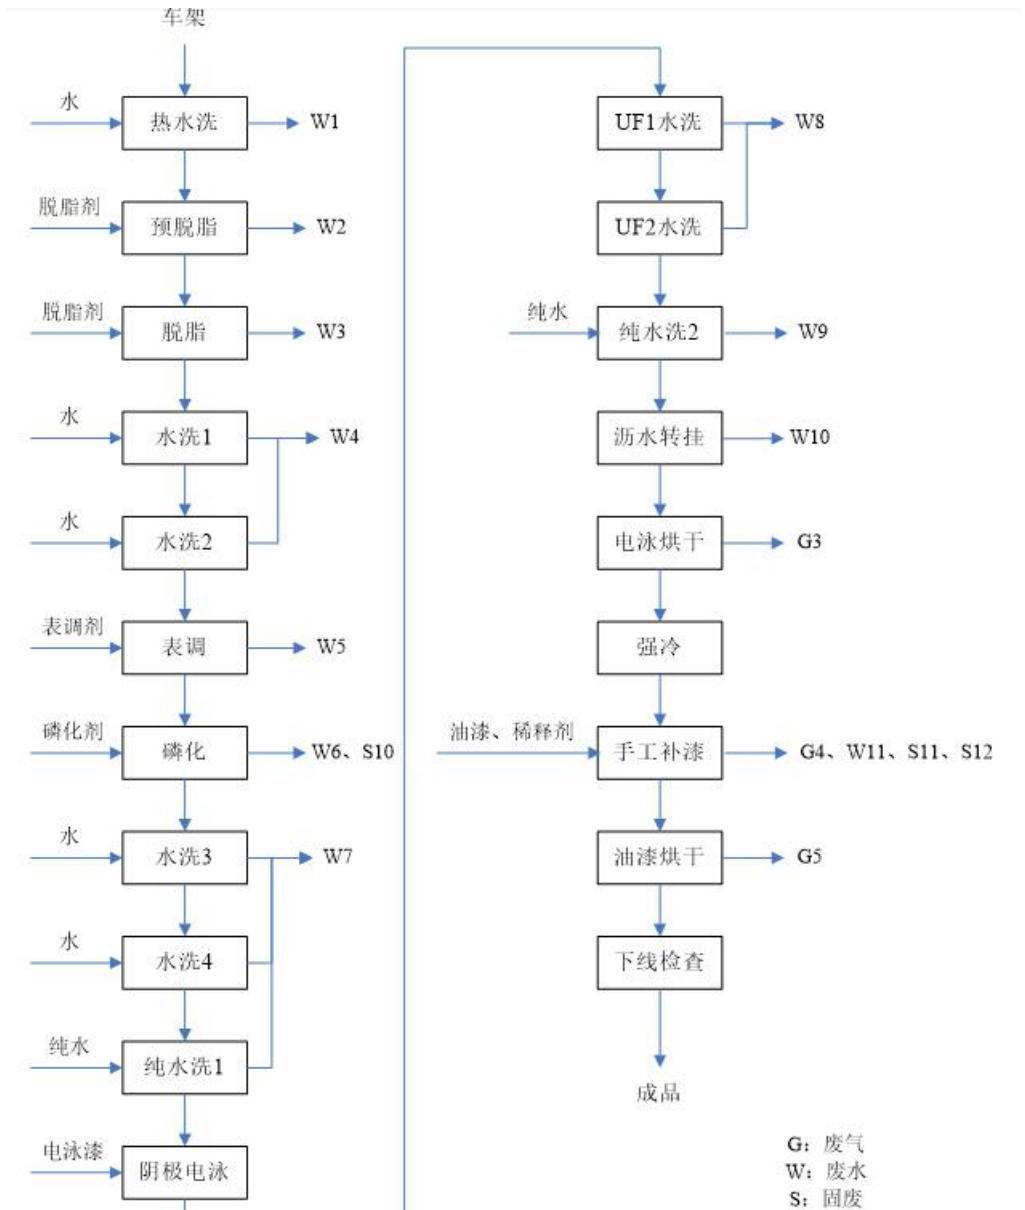 车架
水
热水洗
W1
脱脂剂
预脱脂
W2
脱脂剂
脱脂
W3
水
水洗1
W4
水
水洗2
表调剂
表调
W5
磷化剂
磷化
W6、S10
水
水洗3
W7
水
水洗4
纯水
纯水洗1
电泳漆
阴极电泳
UF1水洗
W8
UF2水洗
纯水
纯水洗2
W9
沥水转挂
W10
电泳烘干
G3
强冷
油漆、稀释剂
手工补漆
G4、W11、S11、S12
油漆烘干
G5
下线检查
成品
G：废气
W：废水
S：固废